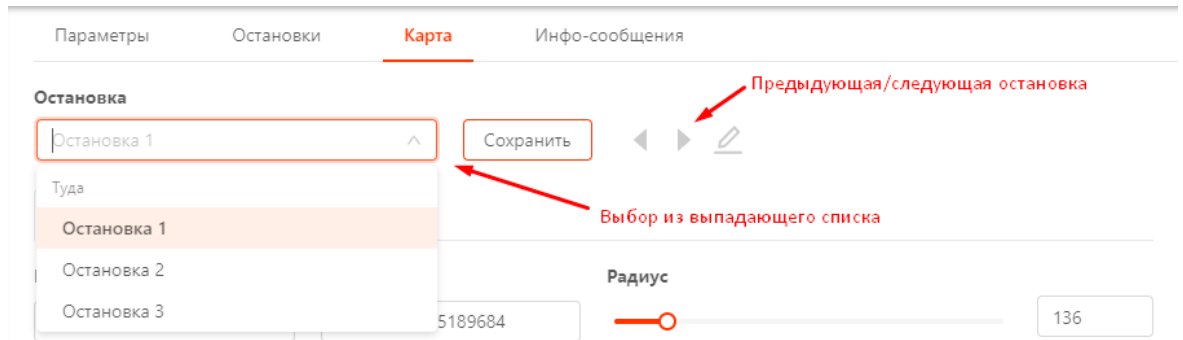 Параметры Остановки Карта Инфо-сообщения
Предыдущая/следующая остановка
Остановка
Остановка 1 Сохранить
Туда
Выбор из выпадающего списка
Остановка 1
Остановка 2
Радиус
Остановка 3 5189684 136